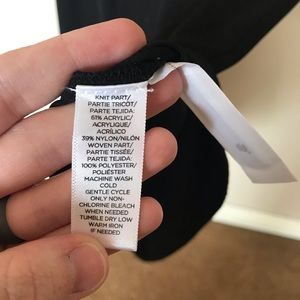 KNIT PART/
PARTIE TRICOT/
PARTE TEJIDA:
61% ACRYLIC/
ACRYLIQUE/
ACRÍLICO
39% NYLON/NILÓN
WOVEN PART/
PARTIE TISSÉE/
PARTE TEJIDA:
100% POLYESTER/
POLIÉSTER
MACHINE WASH
COLD
GENTLE CYCLE
ONLY NON-
CHLORINE BLEACH
WHEN NEEDED
TUMBLE DRY LOW
WARM IRON
IF NEEDED